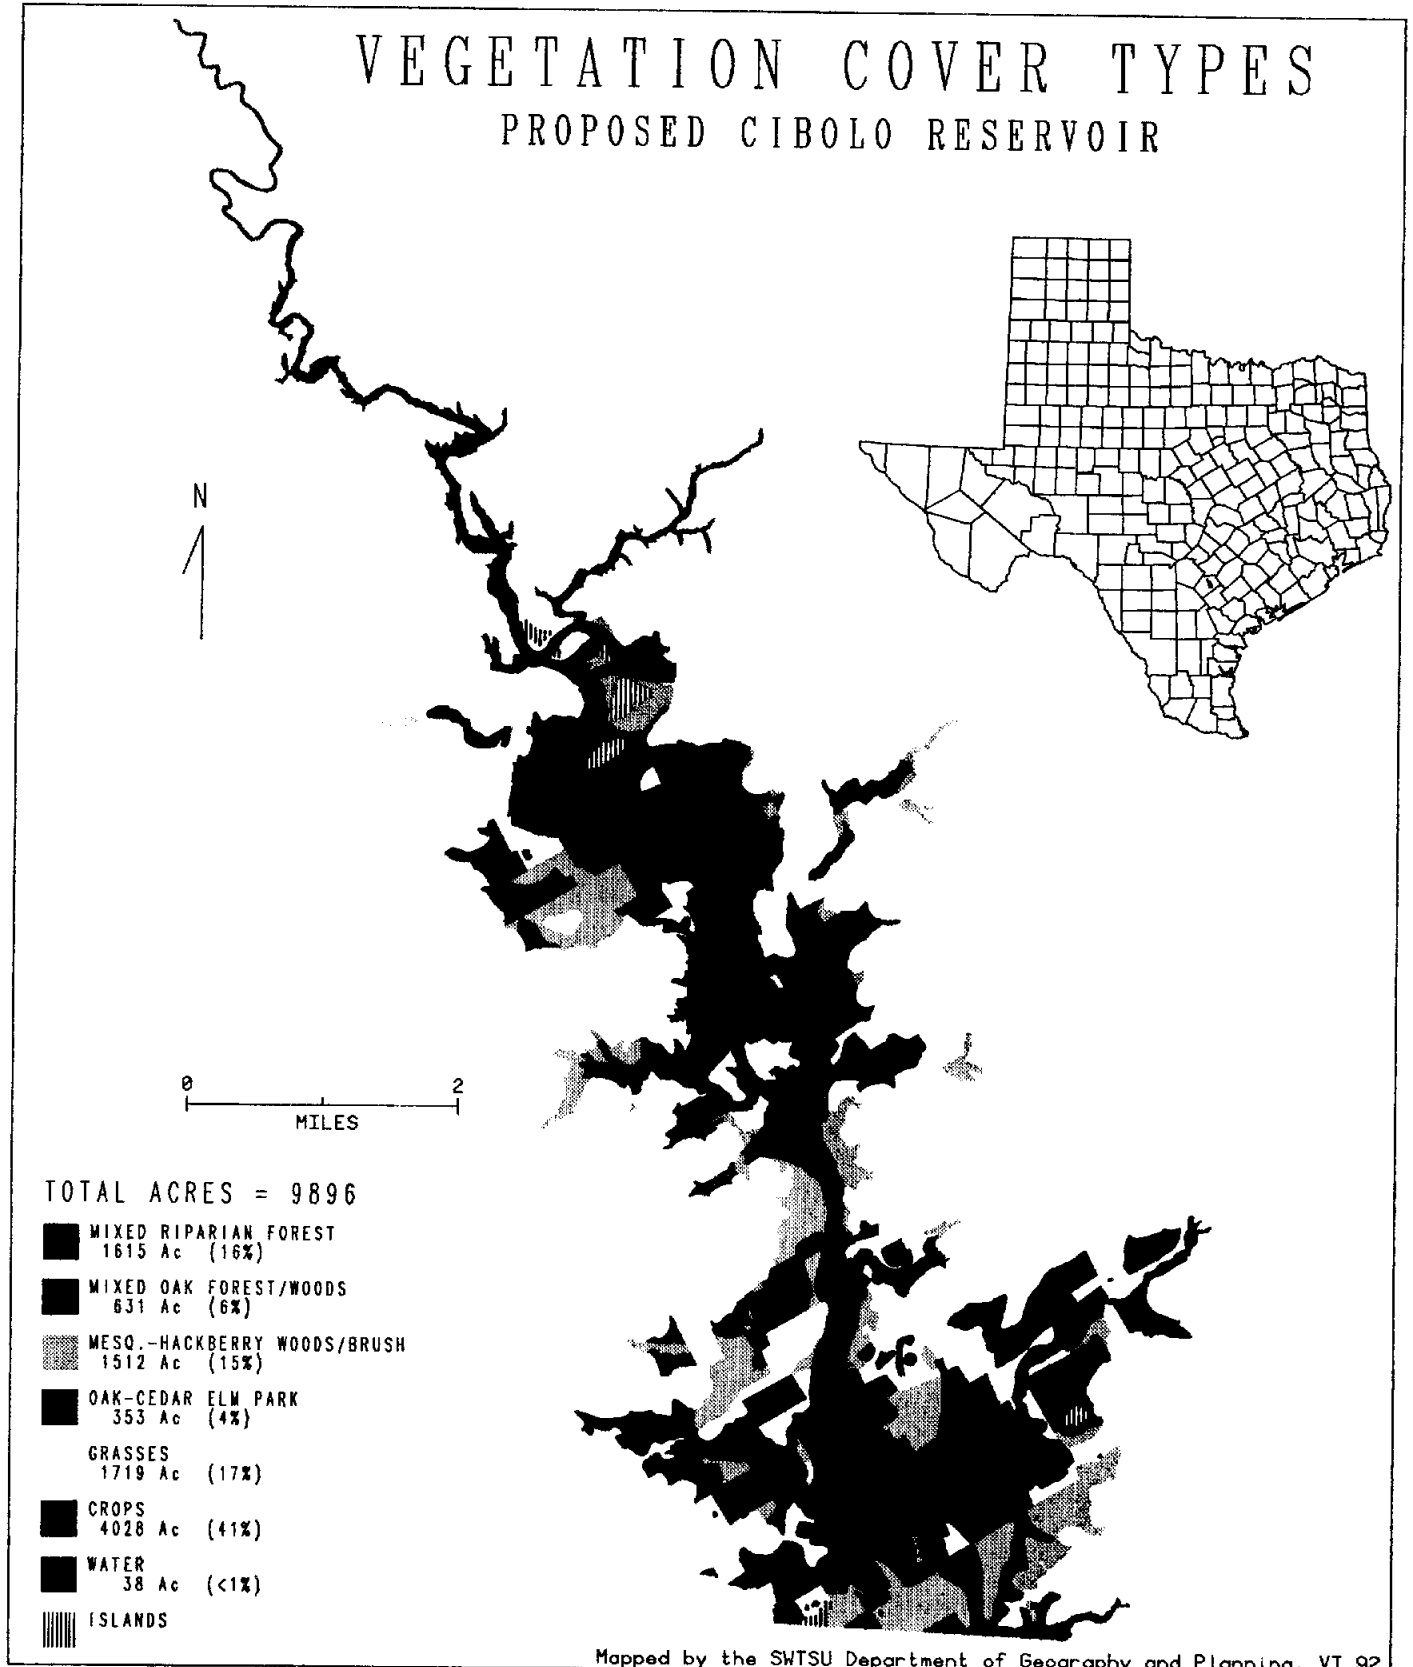 VEGETATION COVER TYPES
PROPOSED CIBOLO RESERVOIR
N
0 2
MILES
TOTAL ACRES = 9896
MIXED RIPARIAN FOREST
1615 Ac (16%)
MIXED OAK FOREST/WOODS
631 Ac (6%)
MESQ.-HACKBERRY WOODS/BRUSH
1512 Ac (15%)
OAK-CEDAR ELM PARK
353 Ac (4%)
GRASSES
1719 Ac (17%)
CROPS
4028 Ac (41%)
WATER
38 Ac (<1%)
ISLANDS
Mapped by the SWTSU Department of Geography and Planning, VI 92